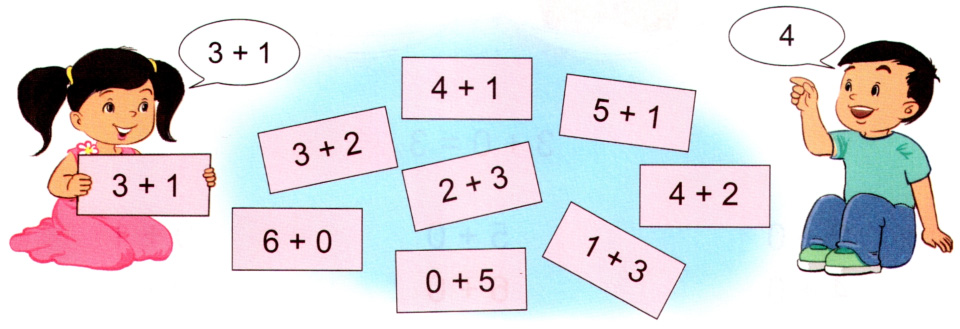 3 + 1
4
4 + 1
5 + 1
3 + 2
2 + 3
3 + 1
4 + 2
6 + 0
1 + 3
0 + 5